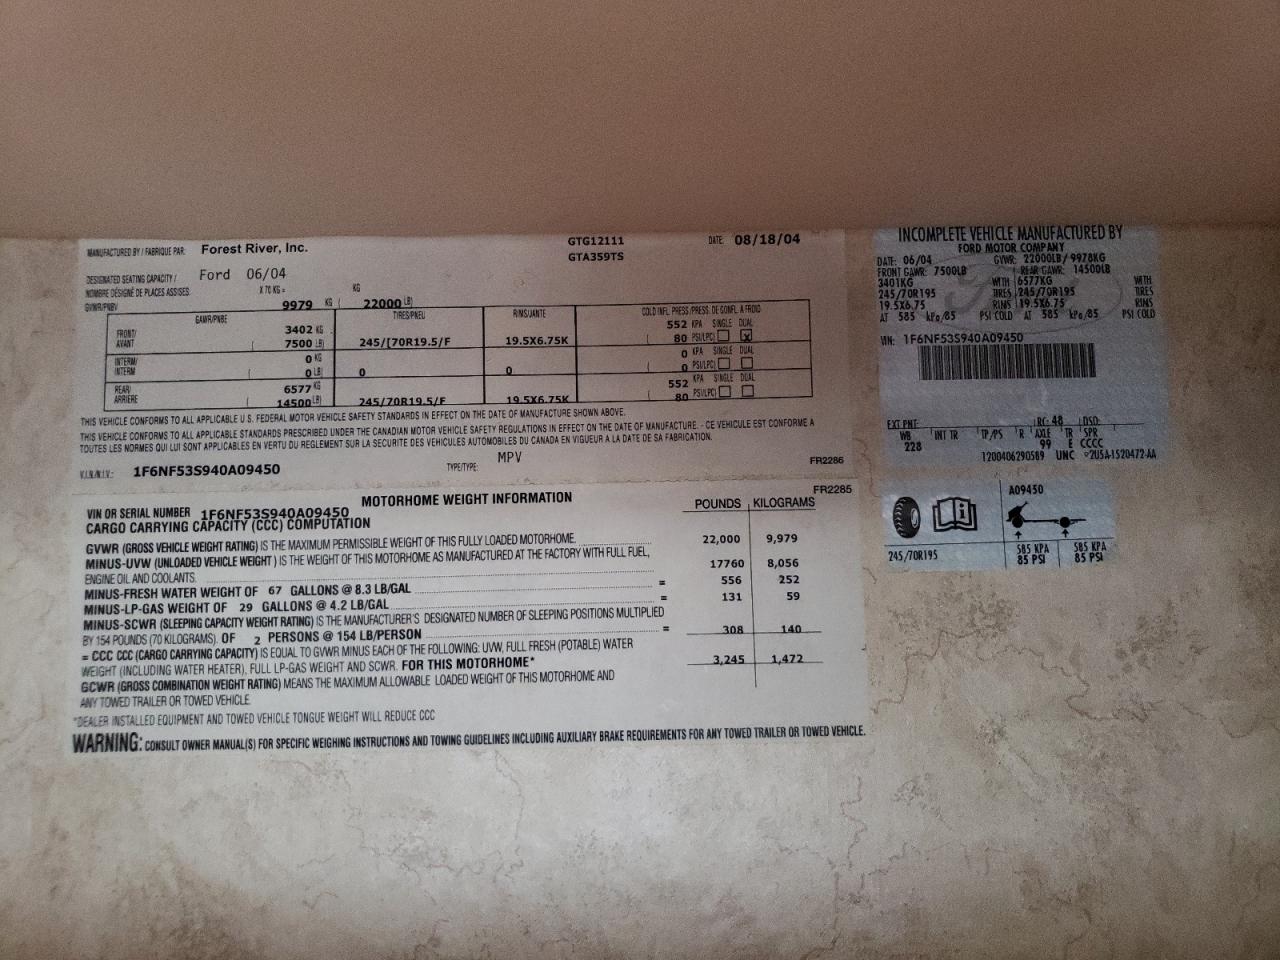 MANUFACTURED BY / FABRIQUE PAR: Forest River, Inc. GTG12111 DATE: 08/18/04
GTA359TS
DESIGNATED SEATING CAPACITY / Ford 06/04
NOMBRE DÉSIGNÉ DE PLACES ASSISES X 70 KG = KG
GVWR/PNBV 9979 KG ( 22000 LB)
GAWR/PNBE TIRES/PNEU RINS/JANTE COLD INFL. PRESS./PRESS. DE GONFL. A FROID
FRONT/ 3402 KG 552 KPA SINGLE DUAL
AVANT ( 7500 LB) 245/[70R19.5/F 19.5X6.75K ( 80 PSI/LPC) X
INTERM/ 0 KG 0 KPA SINGLE DUAL
INTERM ( 0 LB) 0 0 ( 0 PSI/LPC)
REAR/ 6577 KG 552 KPA SINGLE DUAL
ARRIÈRE ( 14500 LB) 245/70R19.5/F 19.5X6.75K ( 80 PSI/LPC)
THIS VEHICLE CONFORMS TO ALL APPLICABLE U.S. FEDERAL MOTOR VEHICLE SAFETY STANDARDS IN EFFECT ON THE DATE OF MANUFACTURE SHOWN ABOVE.
THIS VEHICLE CONFORMS TO ALL APPLICABLE STANDARDS PRESCRIBED UNDER THE CANADIAN MOTOR VEHICLE SAFETY REGULATIONS IN EFFECT ON THE DATE OF MANUFACTURE. - CE VEHICULE EST CONFORME A
TOUTES LES NORMES QUI LUI SONT APPLICABLES EN VERTU DU REGLEMENT SUR LA SECURITE DES VEHICULES AUTOMOBILES DU CANADA EN VIGUEUR A LA DATE DE SA FABRICATION.
V.I.N./N.I.V.: 1F6NF53S940A09450 TYPE/TYPE: MPV FR2286
MOTORHOME WEIGHT INFORMATION FR2285
VIN OR SERIAL NUMBER 1F6NF53S940A09450 POUNDS KILOGRAMS
CARGO CARRYING CAPACITY (CCC) COMPUTATION
GVWR (GROSS VEHICLE WEIGHT RATING) IS THE MAXIMUM PERMISSIBLE WEIGHT OF THIS FULLY LOADED MOTORHOME. 22,000 9,979
MINUS-UVW (UNLOADED VEHICLE WEIGHT ) IS THE WEIGHT OF THIS MOTORHOME AS MANUFACTURED AT THE FACTORY WITH FULL FUEL,
ENGINE OIL AND COOLANTS. 17760 8,056
MINUS-FRESH WATER WEIGHT OF 67 GALLONS @ 8.3 LB/GAL = 556 252
MINUS-LP-GAS WEIGHT OF 29 GALLONS @ 4.2 LB/GAL = 131 59
MINUS-SCWR (SLEEPING CAPACITY WEIGHT RATING) IS THE MANUFACTURER'S DESIGNATED NUMBER OF SLEEPING POSITIONS MULTIPLIED
BY 154 POUNDS (70 KILOGRAMS). OF 2 PERSONS @ 154 LB/PERSON = 308 140
= CCC CCC (CARGO CARRYING CAPACITY) IS EQUAL TO GVWR MINUS EACH OF THE FOLLOWING: UVW, FULL FRESH (POTABLE) WATER
WEIGHT (INCLUDING WATER HEATER), FULL LP-GAS WEIGHT AND SCWR. FOR THIS MOTORHOME* 3,245 1,472
GCWR (GROSS COMBINATION WEIGHT RATING) MEANS THE MAXIMUM ALLOWABLE LOADED WEIGHT OF THIS MOTORHOME AND
ANY TOWED TRAILER OR TOWED VEHICLE
*DEALER INSTALLED EQUIPMENT AND TOWED VEHICLE TONGUE WEIGHT WILL REDUCE CCC
WARNING: CONSULT OWNER MANUAL(S) FOR SPECIFIC WEIGHING INSTRUCTIONS AND TOWING GUIDELINES INCLUDING AUXILIARY BRAKE REQUIREMENTS FOR ANY TOWED TRAILER OR TOWED VEHICLE.
INCOMPLETE VEHICLE MANUFACTURED BY
FORD MOTOR COMPANY
DATE: 06/04 GVWR: 22000LB/ 9978KG
FRONT GAWR: 7500LB REAR GAWR: 14500LB
3401KG WITH 6577KG WITH
245/70R195 TIRES 245/70R195 TIRES
19.5X6.75 RINS 19.5X6.75 RINS
AT 585 kPa/85 PSI COLD AT 585 kPa/85 PSI COLD
VIN: 1F6NF53S940A09450
EXT PNT: RC: 48 DSO:
WB INT TR TP/PS R AXLE TR SPR
228 99 E CCCC
1200406290589 UNC
A09450
245/70R195 585 KPA 585 KPA
85 PSI 85 PSI